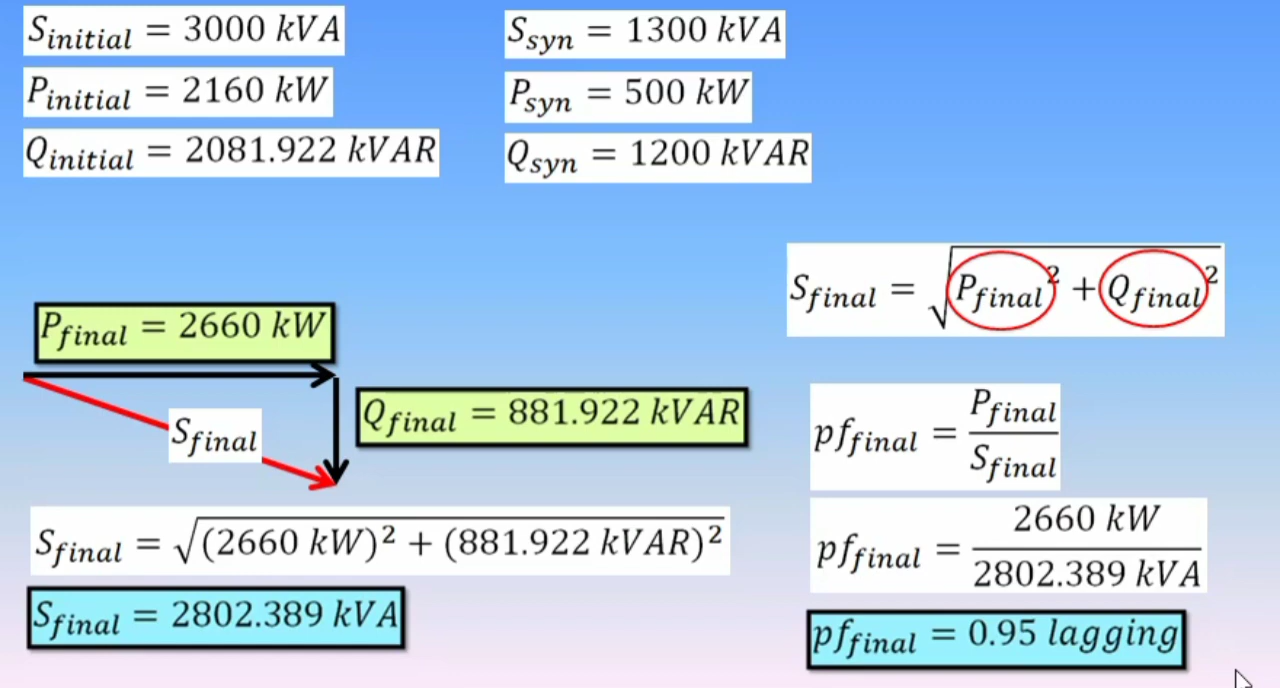 S_initial = 3000 kVA
P_initial = 2160 kW
Q_initial = 2081.922 kVAR
S_syn = 1300 kVA
P_syn = 500 kW
Q_syn = 1200 kVAR
S_final = √(P_final² + Q_final²)
P_final = 2660 kW
S_final
Q_final = 881.922 kVAR
S_final = √((2660 kW)² + (881.922 kVAR)²)
S_final = 2802.389 kVA
pf_final = P_final / S_final
pf_final = 2660 kW / 2802.389 kVA
pf_final = 0.95 lagging